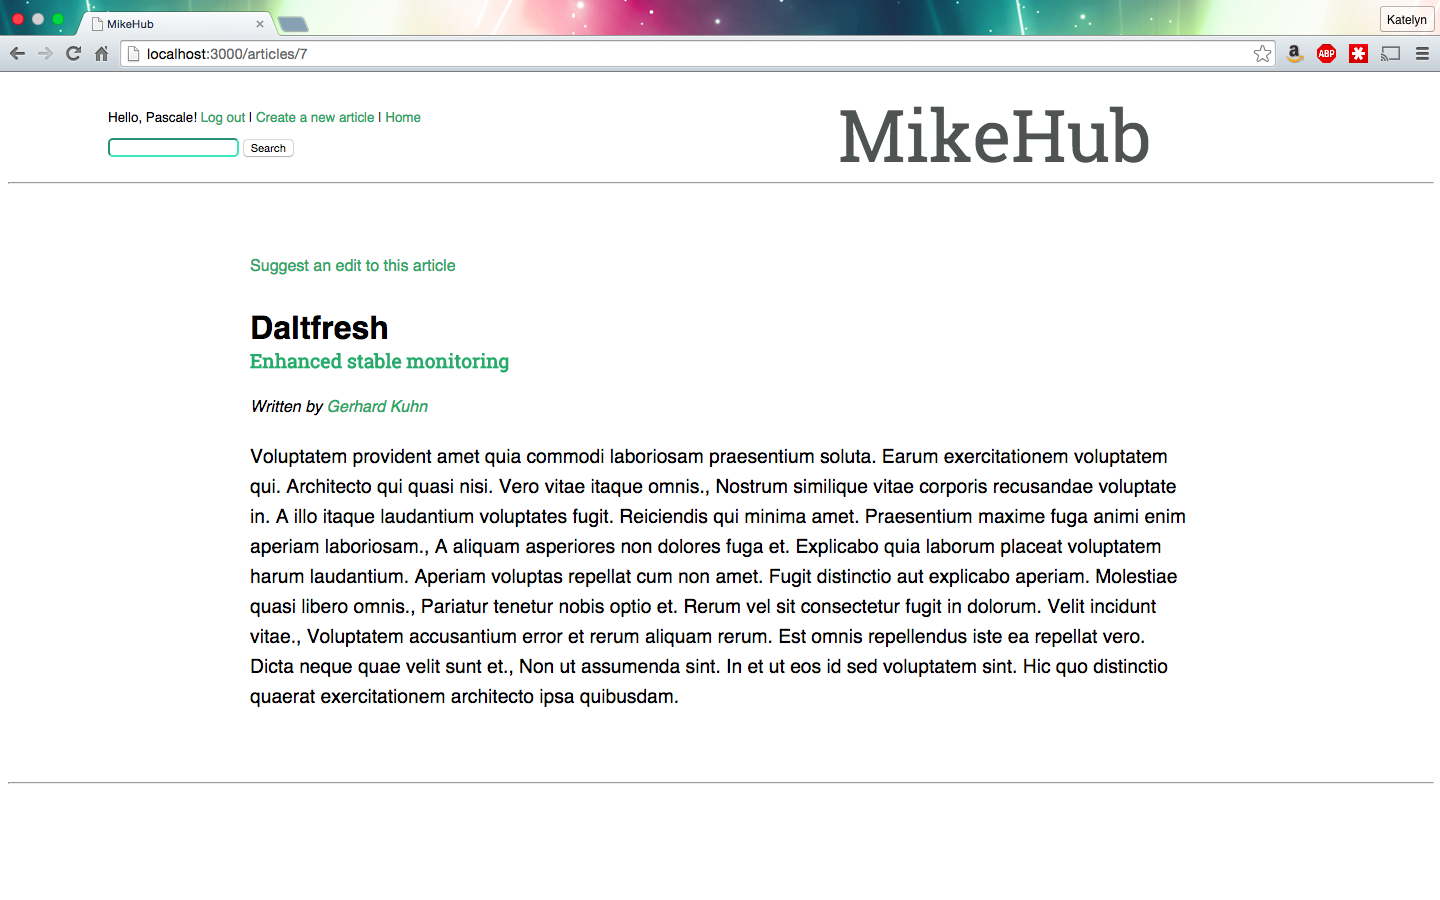 MikeHub
Katelyn
localhost:3000/articles/7
ABP
Hello, Pascale! Log out | Create a new article | Home
Search
MikeHub
Suggest an edit to this article
Daltfresh
Enhanced stable monitoring
Written by Gerhard Kuhn
Voluptatem provident amet quia commodi laboriosam praesentium soluta. Earum exercitationem voluptatem
qui. Architecto qui quasi nisi. Vero vitae itaque omnis., Nostrum similique vitae corporis recusandae voluptate
in. A illo itaque laudantium voluptates fugit. Reiciendis qui minima amet. Praesentium maxime fuga animi enim
aperiam laboriosam., A aliquam asperiores non dolores fuga et. Explicabo quia laborum placeat voluptatem
harum laudantium. Aperiam voluptas repellat cum non amet. Fugit distinctio aut explicabo aperiam. Molestiae
quasi libero omnis., Pariatur tenetur nobis optio et. Rerum vel sit consectetur fugit in dolorum. Velit incidunt
vitae., Voluptatem accusantium error et rerum aliquam rerum. Est omnis repellendus iste ea repellat vero.
Dicta neque quae velit sunt et., Non ut assumenda sint. In et ut eos id sed voluptatem sint. Hic quo distinctio
quaerat exercitationem architecto ipsa quibusdam.